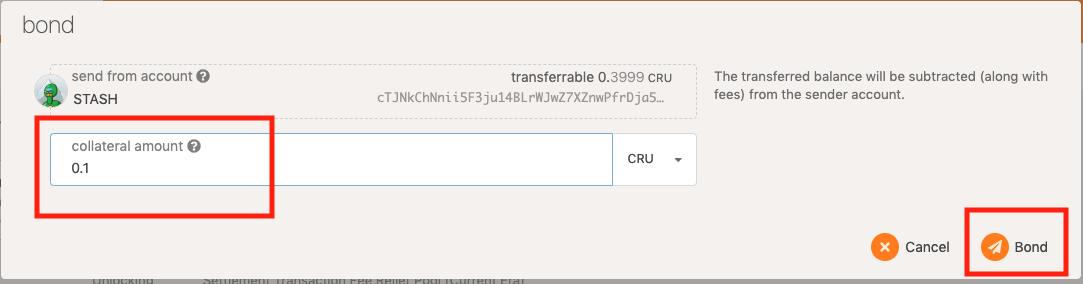 bond
send from account
transferrable 0.3999 CRU
STASH
cTJNkChNnii5F3ju14BLrWJwZ7XZnwPfrDja5…
The transferred balance will be subtracted (along with
fees) from the sender account.
collateral amount
0.1
CRU
Cancel
Bond
Unlocking
Settlement Transaction Fee Relief Pool (Current Era)